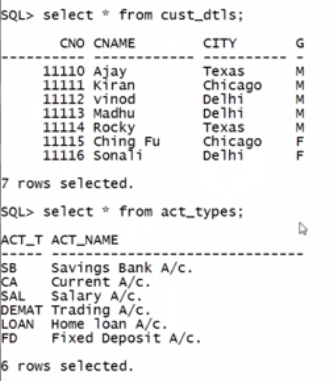 SQL> select * from cust_dtls;
CNO CNAME CITY G
---------- ---------- ---------- -
11110 Ajay Texas M
11111 Kiran Chicago M
11112 vinod Delhi M
11113 Madhu Delhi M
11114 Rocky Texas M
11115 Ching Fu Chicago F
11116 Sonali Delhi F
7 rows selected.
SQL> select * from act_types;
ACT_T ACT_NAME
----- -------------------------
SB Savings Bank A/c.
CA Current A/c.
SAL Salary A/c.
DEMAT Trading A/c.
LOAN Home loan A/c.
FD Fixed Deposit A/c.
6 rows selected.